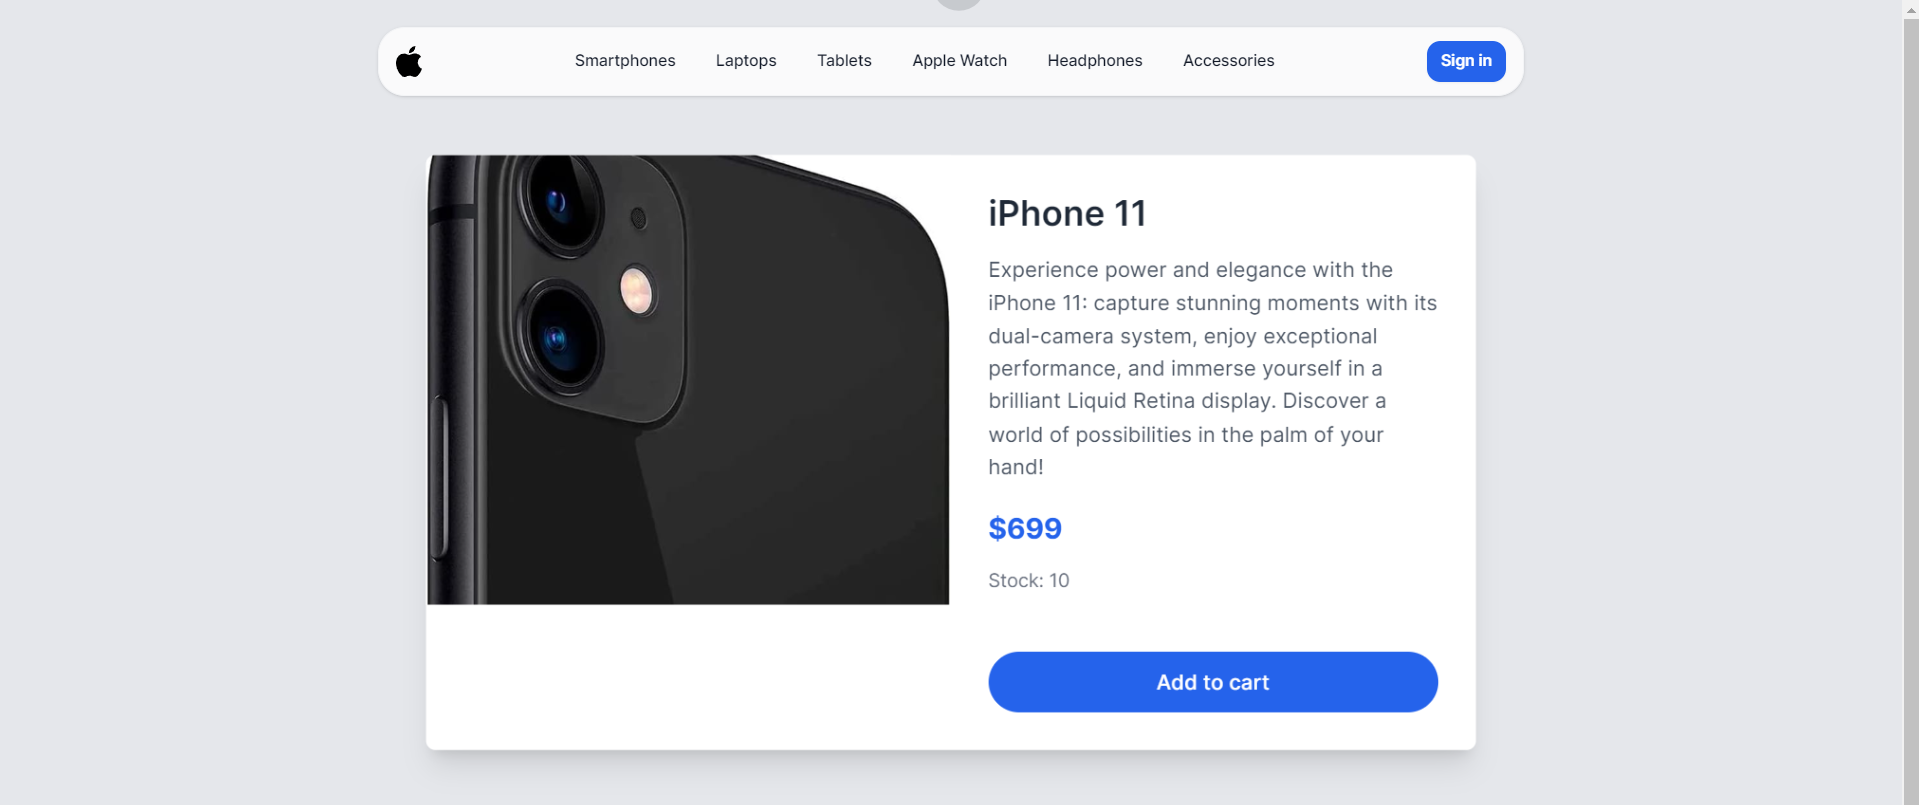 Smartphones Laptops Tablets Apple Watch Headphones Accessories Sign in
iPhone 11
Experience power and elegance with the
iPhone 11: capture stunning moments with its
dual-camera system, enjoy exceptional
performance, and immerse yourself in a
brilliant Liquid Retina display. Discover a
world of possibilities in the palm of your
hand!
$699
Stock: 10
Add to cart